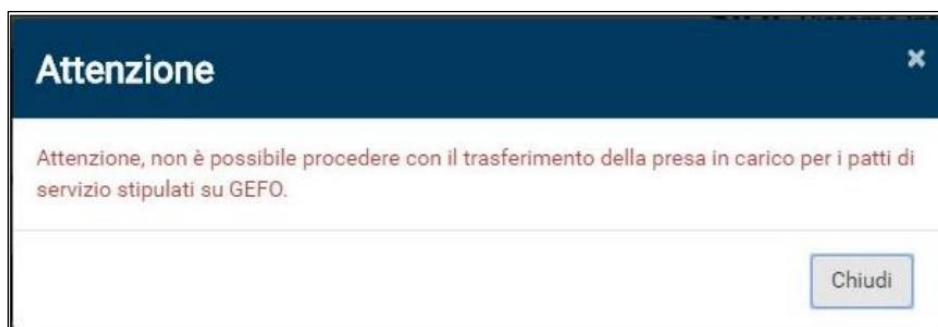 Attenzione
Attenzione, non è possibile procedere con il trasferimento della presa in carico per i patti di
servizio stipulati su GEFO.
Chiudi